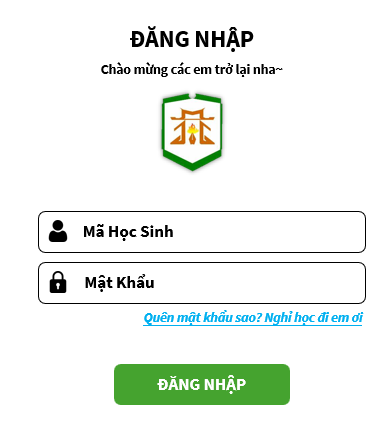 ĐĂNG NHẬP
Chào mừng các em trở lại nha~
Mã Học Sinh
Mật Khẩu
Quên mật khẩu sao? Nghỉ học đi em ơi
ĐĂNG NHẬP